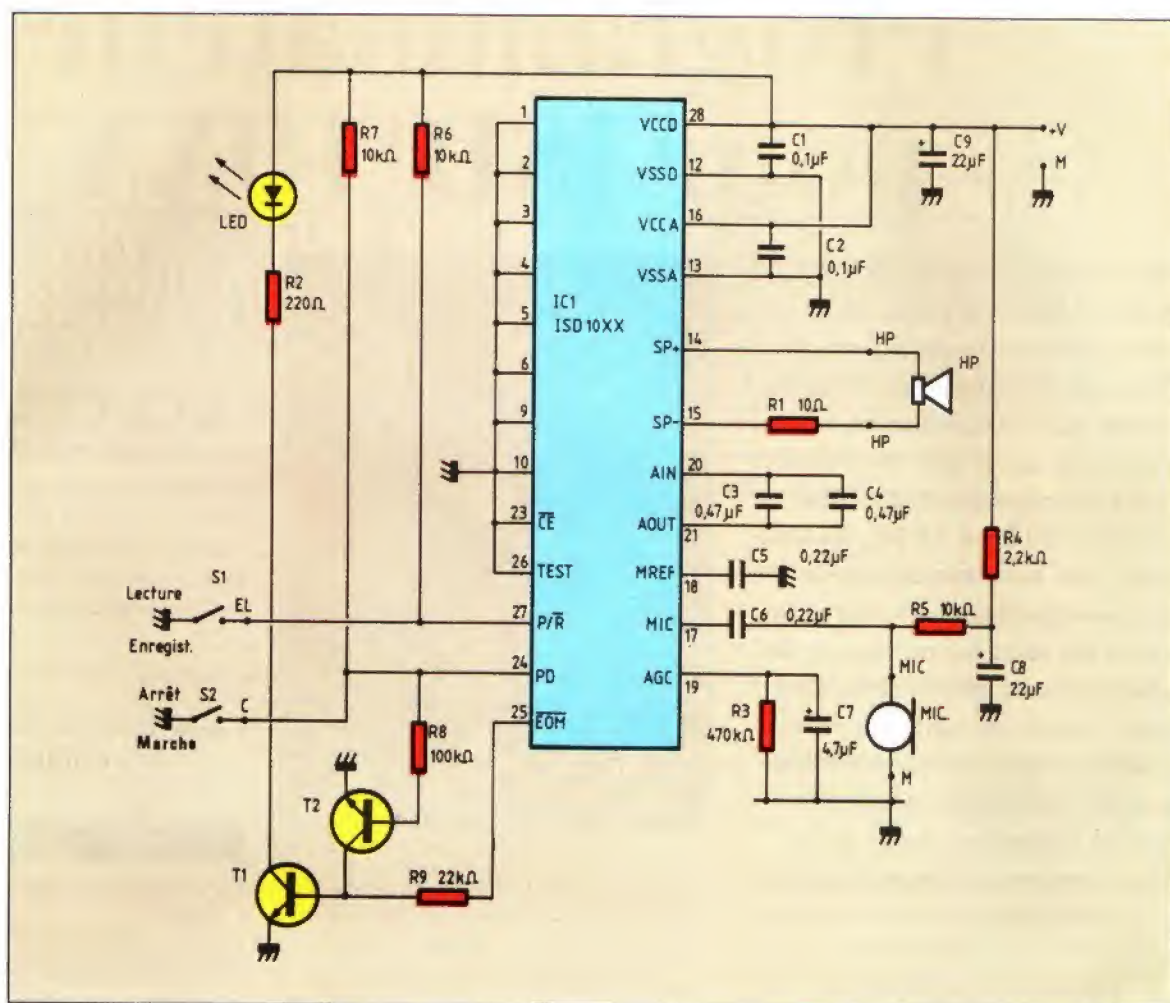 R7
10kΩ
R6
10kΩ
LED
R2
220Ω
1
2
3
4
5
6
9
10
23
26
27
24
25
IC1
ISD10XX
CE
TEST
P/R
PD
EOM
VCCD
VSSD
VCCA
VSSA
SP+
SP-
AIN
AOUT
MREF
MIC
AGC
28
12
16
13
14
15
20
21
18
17
19
C1
0,1µF
C2
0,1µF
+
C9
22µF
+V
M
HP
HP
R1 10Ω
HP
C3
0,47µF
C4
0,47µF
C5 0,22µF
C6 0,22µF
R4
2,2kΩ
R5 10kΩ
MIC
MIC.
M
+
C8
22µF
R3
470kΩ
+
C7
4,7µF
Lecture S1
EL
Enregist.
Arrêt S2
C
Marche
R8
100kΩ
T2
T1
R9 22kΩ